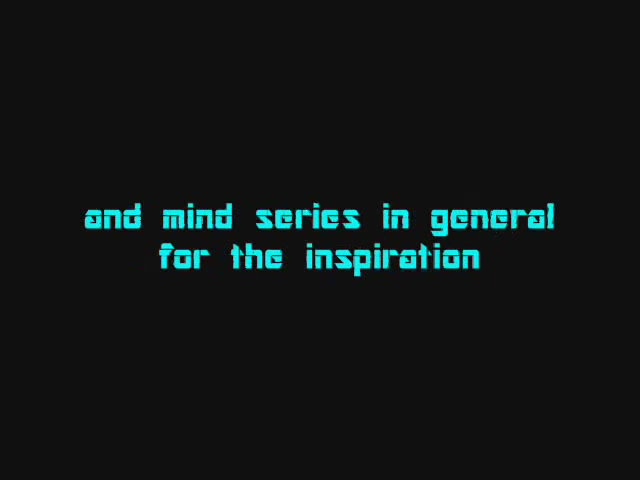 and mind series in general
for the inspiration